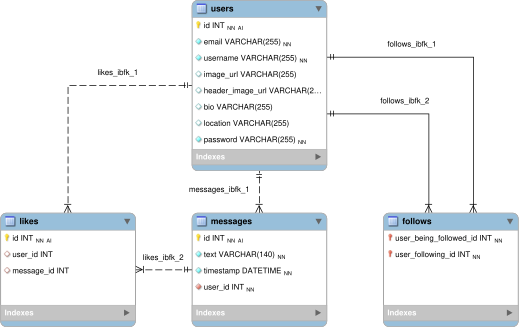 users
id INT NN AI
email VARCHAR(255) NN
username VARCHAR(255) NN
image_url VARCHAR(255)
header_image_url VARCHAR(2...
bio VARCHAR(255)
location VARCHAR(255)
password VARCHAR(255) NN
Indexes
follows_ibfk_1
likes_ibfk_1
follows_ibfk_2
messages_ibfk_1
likes
id INT NN AI
user_id INT
message_id INT
Indexes
likes_ibfk_2
messages
id INT NN AI
text VARCHAR(140) NN
timestamp DATETIME NN
user_id INT NN
Indexes
follows
user_being_followed_id INT NN
user_following_id INT NN
Indexes